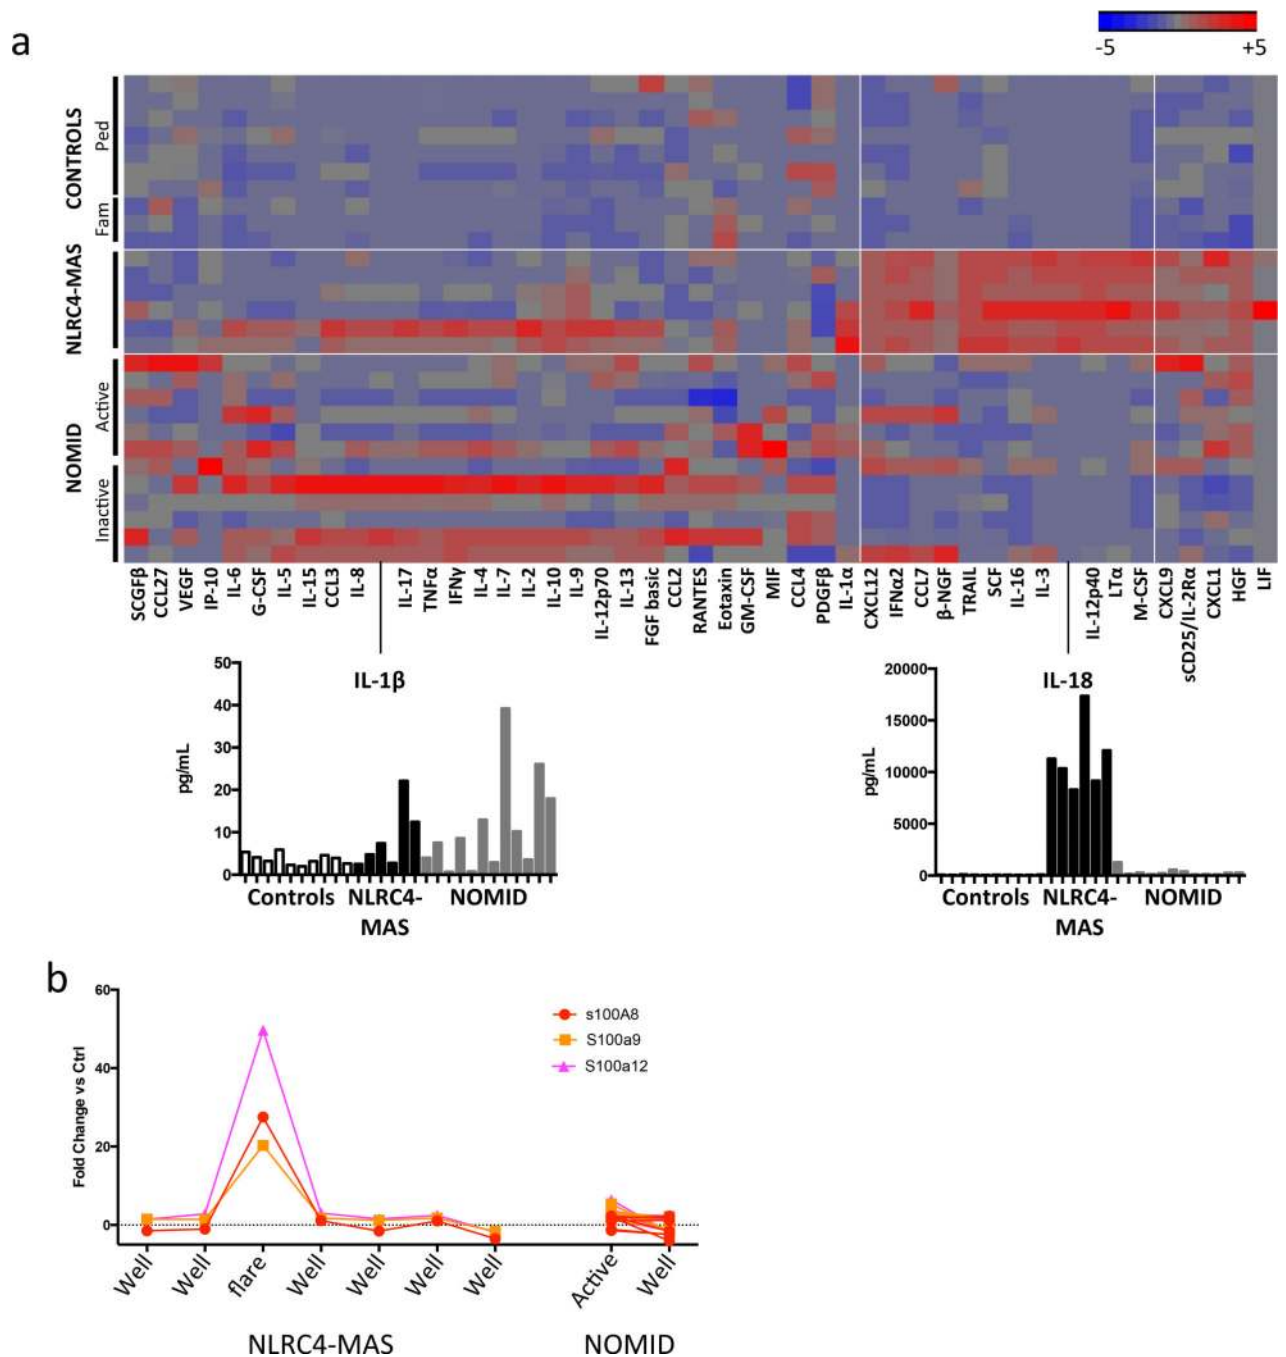 a
-5 +5
CONTROLS
Ped
Fam
NLRC4-MAS
NOMID
Active
Inactive
SCGFβ
CCL27
VEGF
IP-10
IL-6
G-CSF
IL-5
IL-15
CCL3
IL-8
IL-17
TNFα
IFNγ
IL-4
IL-7
IL-2
IL-10
IL-9
IL-12p70
IL-13
FGF basic
CCL2
RANTES
Eotaxin
GM-CSF
MIF
CCL4
PDGFβ
IL-1α
CXCL12
IFNα2
CCL7
β-NGF
TRAIL
SCF
IL-16
IL-3
IL-12p40
LTα
M-CSF
CXCL9
sCD25/IL-2Rα
CXCL1
HGF
LIF
IL-1β
pg/mL
50
40
30
20
10
0
Controls NLRC4-MAS NOMID
IL-18
pg/mL
20000
15000
10000
5000
0
Controls NLRC4-MAS NOMID
b
Fold Change vs Ctrl
60
40
20
0
s100A8
S100a9
S100a12
Well
Well
flare
Well
Well
Well
Well
Active
Well
NLRC4-MAS NOMID